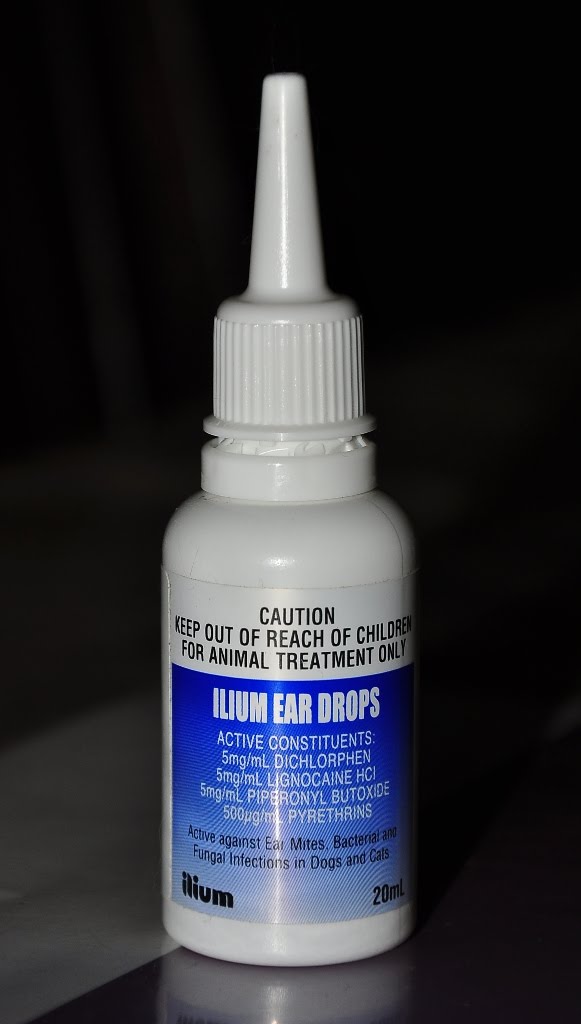 CAUTION
KEEP OUT OF REACH OF CHILDREN
FOR ANIMAL TREATMENT ONLY
ILIUM EAR DROPS
ACTIVE CONSTITUENTS:
5mg/mL DICHLORPHEN
5mg/mL LIGNOCAINE HCl
5mg/mL PIPERONYL BUTOXIDE
500µg/mL PYRETHRINS
Active against Ear Mites, Bacterial and
Fungal Infections in Dogs and Cats
ilium
20mL